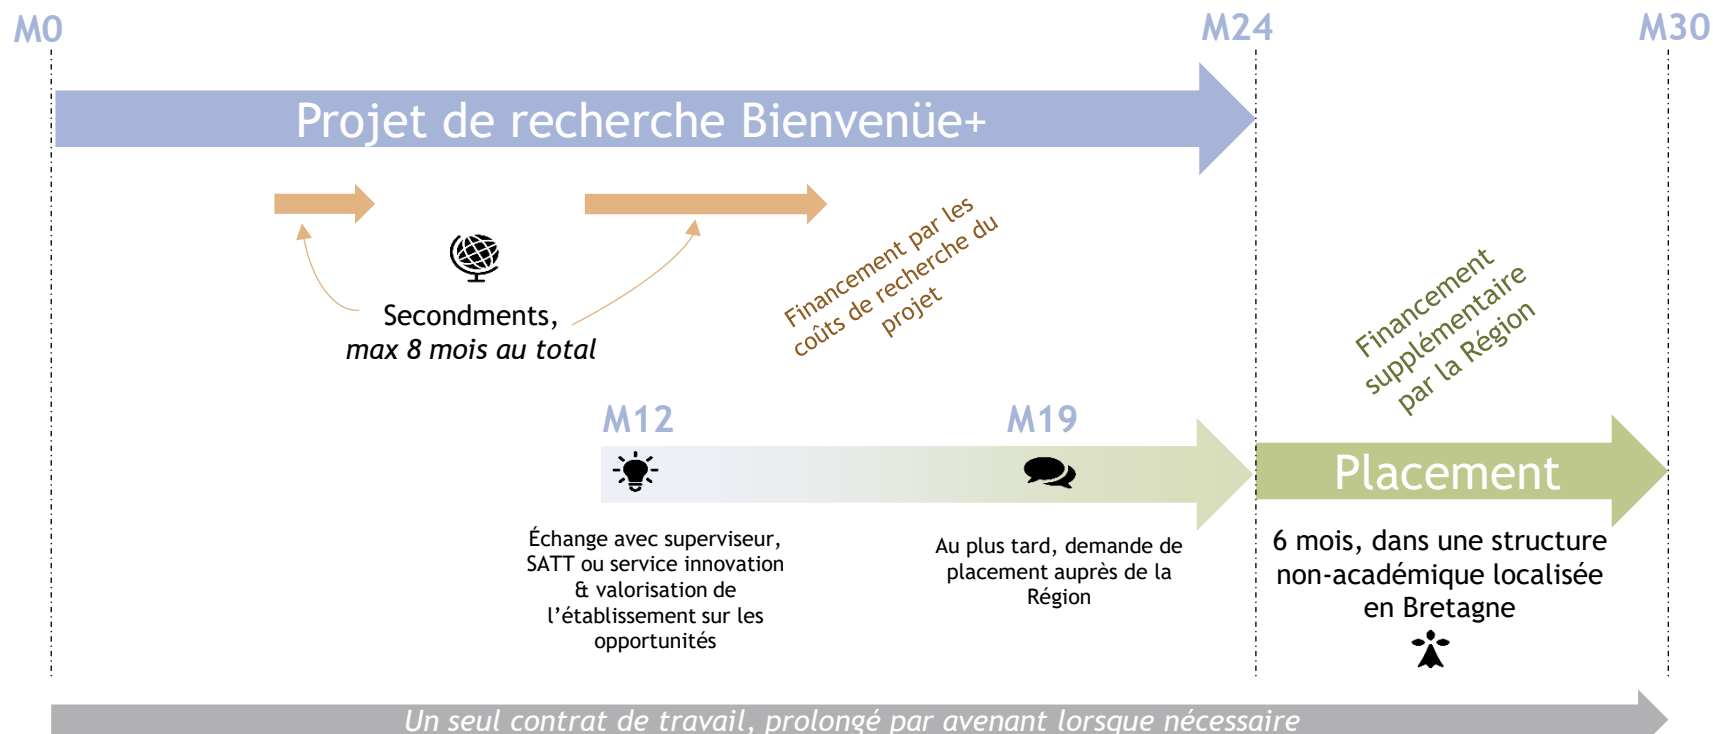 M0
M24
M30
Projet de recherche Bienvenüe+
Secondments,
max 8 mois au total
Financement par les
coûts de recherche du
projet
Financement
supplémentaire
par la Région
M12
M19
Placement
Échange avec superviseur,
SATT ou service innovation
& valorisation de
l’établissement sur les
opportunités
Au plus tard, demande de
placement auprès de la
Région
6 mois, dans une structure
non-académique localisée
en Bretagne
Un seul contrat de travail, prolongé par avenant lorsque nécessaire